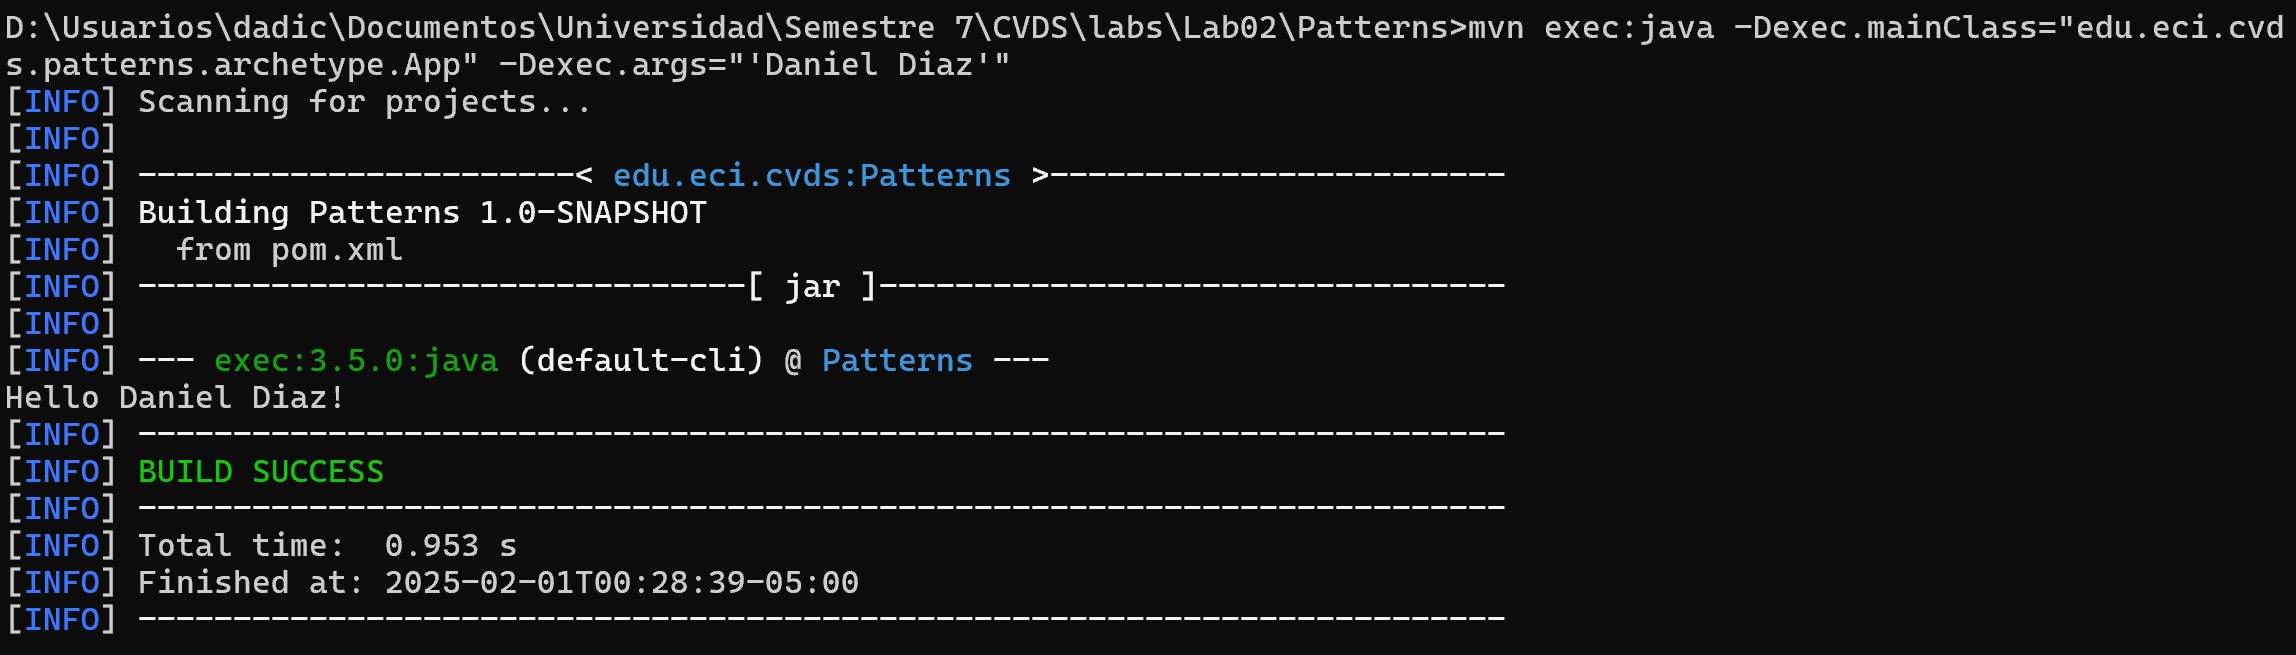 D:\Usuarios\dadic\Documentos\Universidad\Semestre 7\CVDS\labs\Lab02\Patterns>mvn exec:java -Dexec.mainClass="edu.eci.cvd
s.patterns.archetype.App" -Dexec.args="'Daniel Diaz'"
[INFO] Scanning for projects...
[INFO]
[INFO] -----------------------< edu.eci.cvds:Patterns >------------------------
[INFO] Building Patterns 1.0-SNAPSHOT
[INFO]   from pom.xml
[INFO] --------------------------------[ jar ]---------------------------------
[INFO]
[INFO] --- exec:3.5.0:java (default-cli) @ Patterns ---
Hello Daniel Diaz!
[INFO] ------------------------------------------------------------------------
[INFO] BUILD SUCCESS
[INFO] ------------------------------------------------------------------------
[INFO] Total time:  0.953 s
[INFO] Finished at: 2025-02-01T00:28:39-05:00
[INFO] ------------------------------------------------------------------------